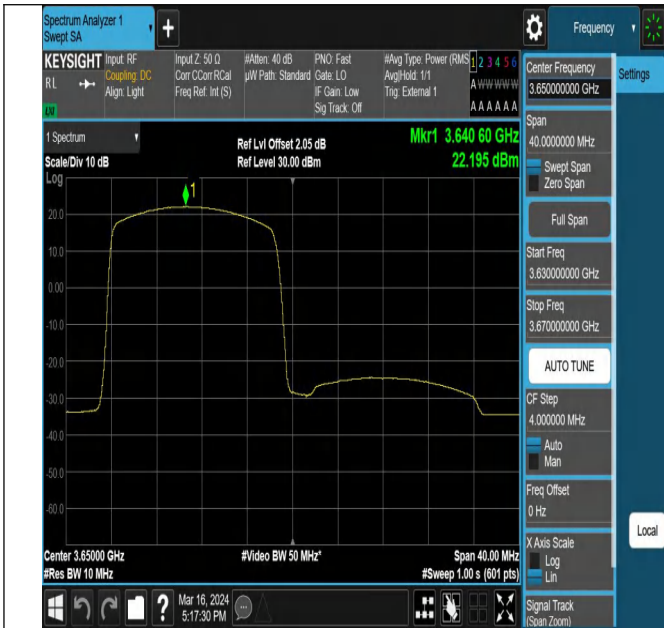 Spectrum Analyzer 1
Swept SA
+
Frequency
KEYSIGHT
RL
LXI
Input: RF
Coupling: DC
Align: Light
Input Z: 50 Ω
Corr CCorr RCal
Freq Ref: Int (S)
#Atten: 40 dB
µW Path: Standard
PNO: Fast
Gate: LO
IF Gain: Low
Sig Track: Off
#Avg Type: Power (RMS
Avg|Hold: 1/1
Trig: External 1
1 2 3 4 5 6
A W W W W W
A A A A A A
1 Spectrum
Scale/Div 10 dB
Log
Ref Lvl Offset 2.05 dB
Ref Level 30.00 dBm
Mkr1 3.640 60 GHz
22.195 dBm
1
20.0
10.0
0.00
-10.0
-20.0
-30.0
-40.0
-50.0
-60.0
Center 3.65000 GHz
#Res BW 10 MHz
#Video BW 50 MHz*
Span 40.00 MHz
#Sweep 1.00 s (601 pts)
?
Mar 16, 2024
5:17:30 PM
Center Frequency
3.650000000 GHz
Settings
Span
40.0000000 MHz
Swept Span
Zero Span
Full Span
Start Freq
3.630000000 GHz
Stop Freq
3.670000000 GHz
AUTO TUNE
CF Step
4.000000 MHz
Auto
Man
Freq Offset
0 Hz
X Axis Scale
Log
Lin
Local
Signal Track
(Span Zoom)